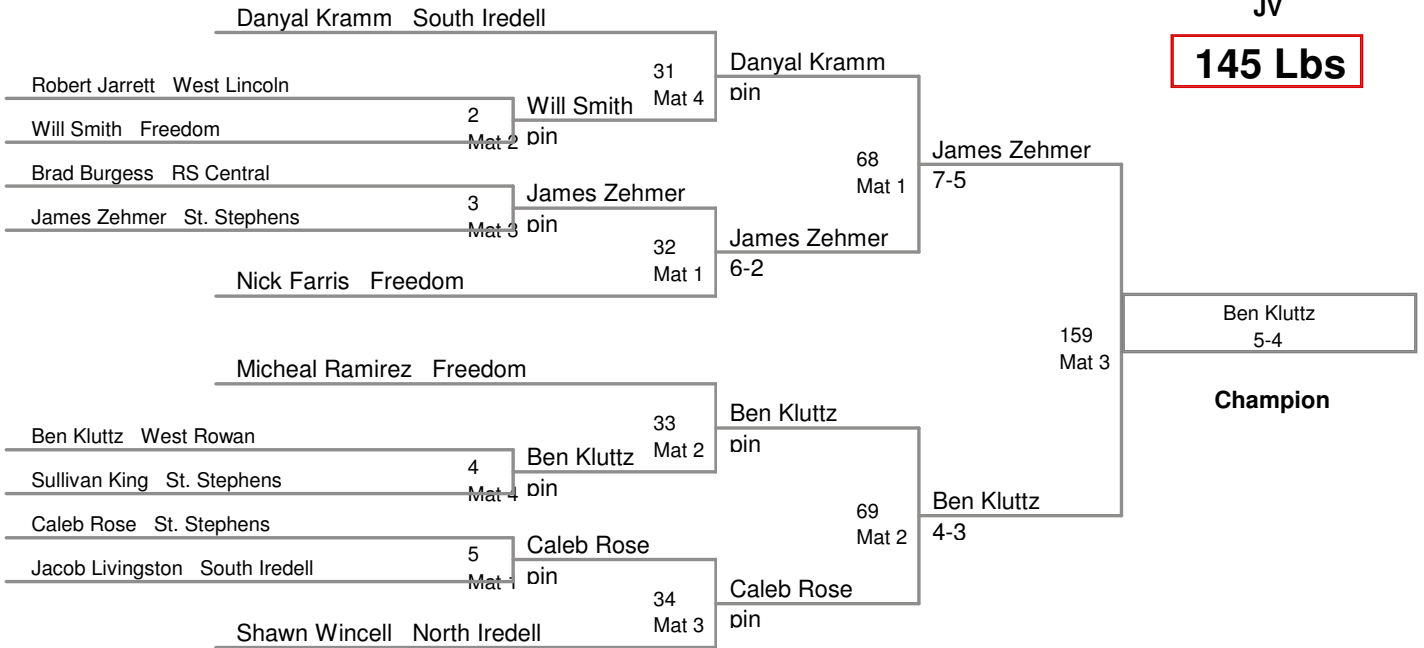 JV
145 Lbs
Danyal Kramm South Iredell
Robert Jarrett West Lincoln
Will Smith Freedom
2
Mat 2
Will Smith
pin
31
Mat 4
Danyal Kramm
pin
Brad Burgess RS Central
James Zehmer St. Stephens
3
Mat 3
James Zehmer
pin
Nick Farris Freedom
32
Mat 1
James Zehmer
6-2
68
Mat 1
James Zehmer
7-5
Micheal Ramirez Freedom
Ben Kluttz West Rowan
Sullivan King St. Stephens
4
Mat 4
Ben Kluttz
pin
33
Mat 2
Ben Kluttz
pin
Caleb Rose St. Stephens
Jacob Livingston South Iredell
5
Mat 1
Caleb Rose
pin
Shawn Wincell North Iredell
34
Mat 3
Caleb Rose
pin
69
Mat 2
Ben Kluttz
4-3
159
Mat 3
Ben Kluttz
5-4
Champion